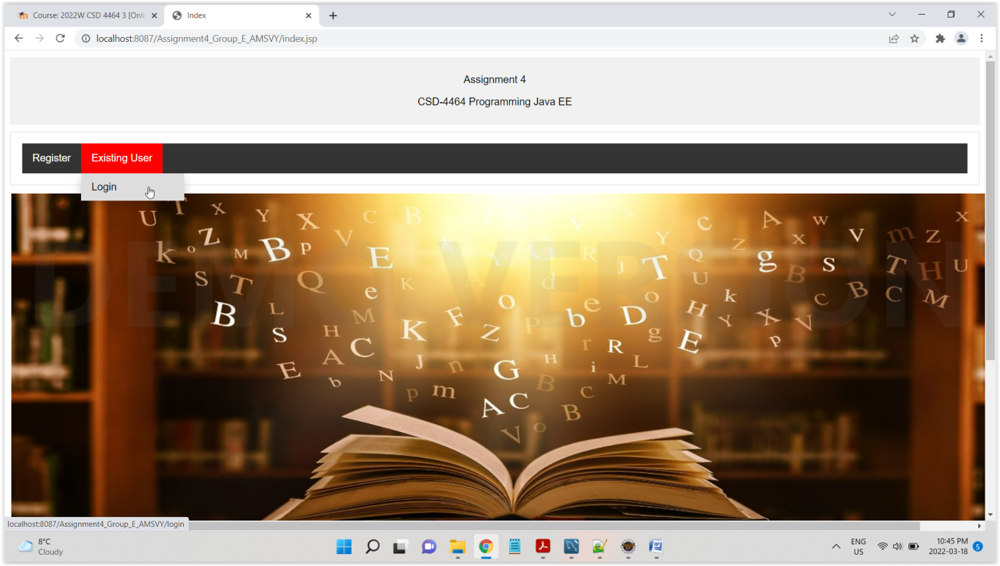 Course: 2022W CSD 4464 3 [Onli
Index
localhost:8087/Assignment4_Group_E_AMSVY/index.jsp
Assignment 4
CSD-4464 Programming Java EE
Register
Existing User
Login
DEMO VERSION
localhost:8087/Assignment4_Group_E_AMSVY/login
8°C
Cloudy
ENG
US
10:45 PM
2022-03-18
5